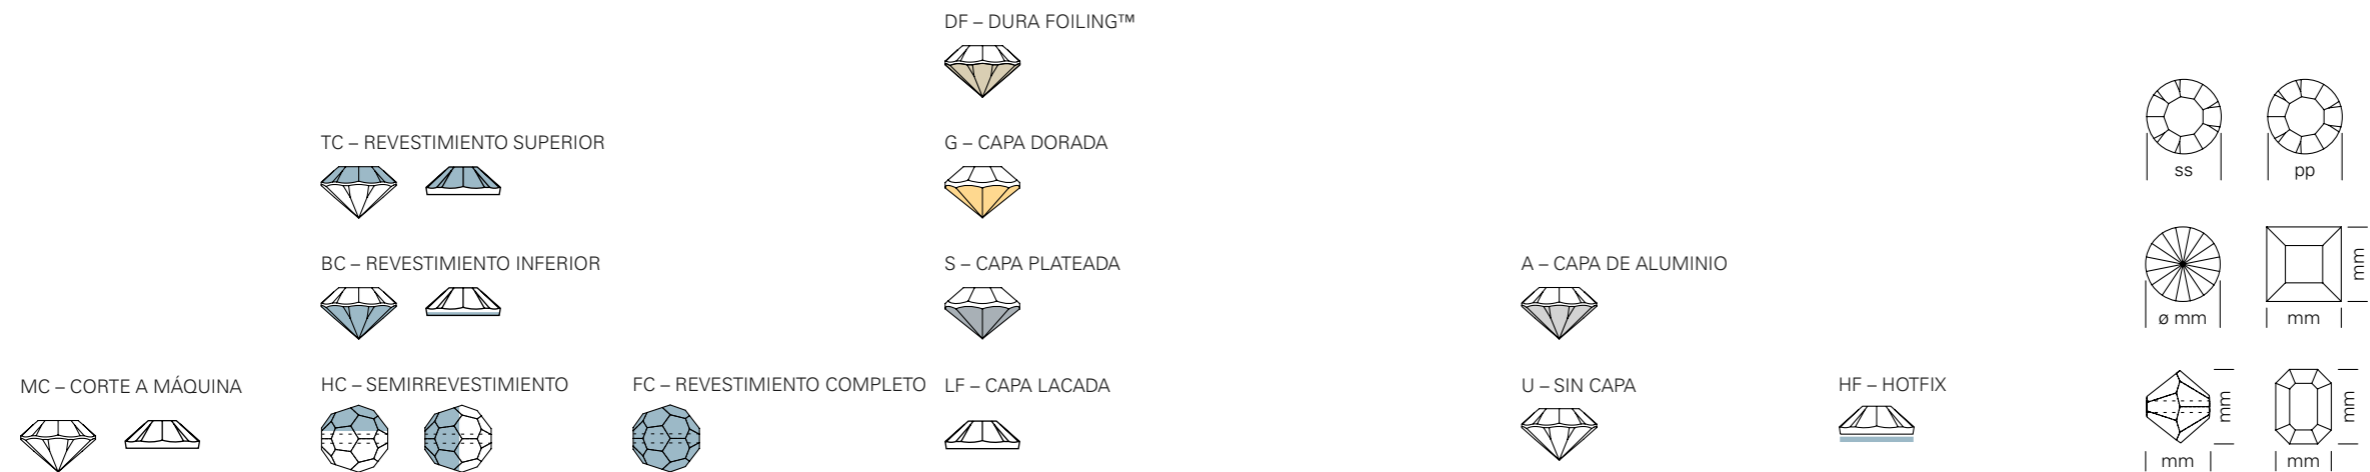 DF – DURA FOILING™
TC – REVESTIMIENTO SUPERIOR
G – CAPA DORADA
ss
pp
BC – REVESTIMIENTO INFERIOR
S – CAPA PLATEADA
A – CAPA DE ALUMINIO
mm
ø mm
mm
MC – CORTE A MÁQUINA
HC – SEMIRREVESTIMIENTO
FC – REVESTIMIENTO COMPLETO
LF – CAPA LACADA
U – SIN CAPA
HF – HOTFIX
mm
mm
mm
mm